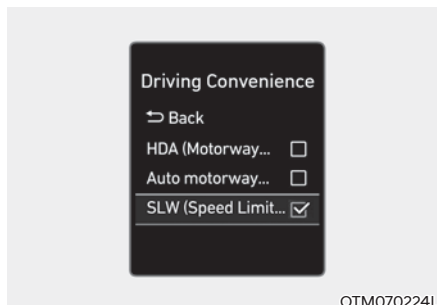 Driving Convenience
⮌ Back
HDA (Motorway...
Auto motorway...
SLW (Speed Limit...
OTM070224L